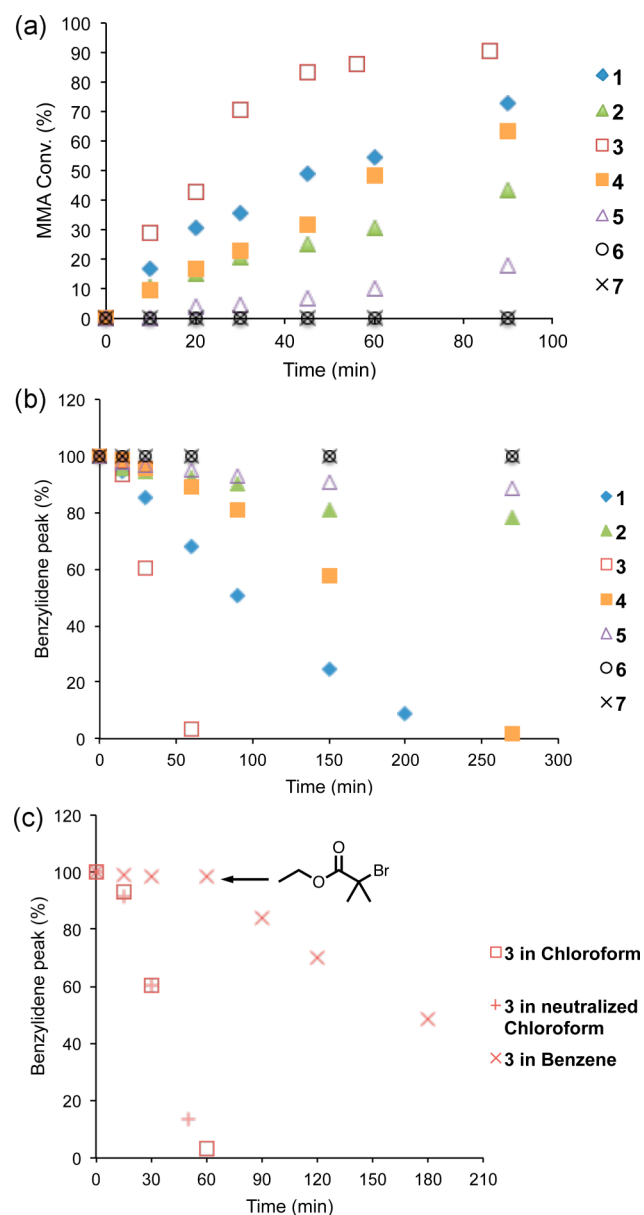 (a)
MMA Conv. (%)
100
90
80
70
60
50
40
30
20
10
0
0 20 40 60 80 100
Time (min)
1
2
3
4
5
6
7
(b)
Benzylidene peak (%)
120
100
80
60
40
20
0
0 50 100 150 200 250 300
Time (min)
1
2
3
4
5
6
7
(c)
Benzylidene peak (%)
120
100
80
60
40
20
0
0 30 60 90 120 150 180 210
Time (min)
O
O
Br
3 in Chloroform
3 in neutralized
Chloroform
3 in Benzene